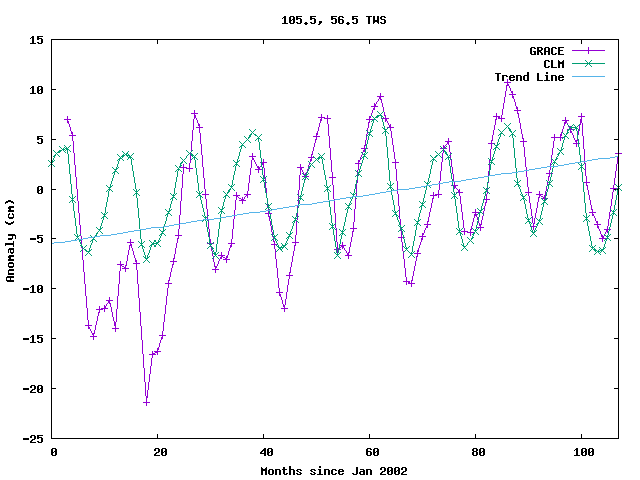 105.5, 56.5 TWS
GRACE
CLM
Trend Line
15
10
5
0
-5
-10
-15
-20
-25
Anomaly (cm)
0 20 40 60 80 100
Months since Jan 2002